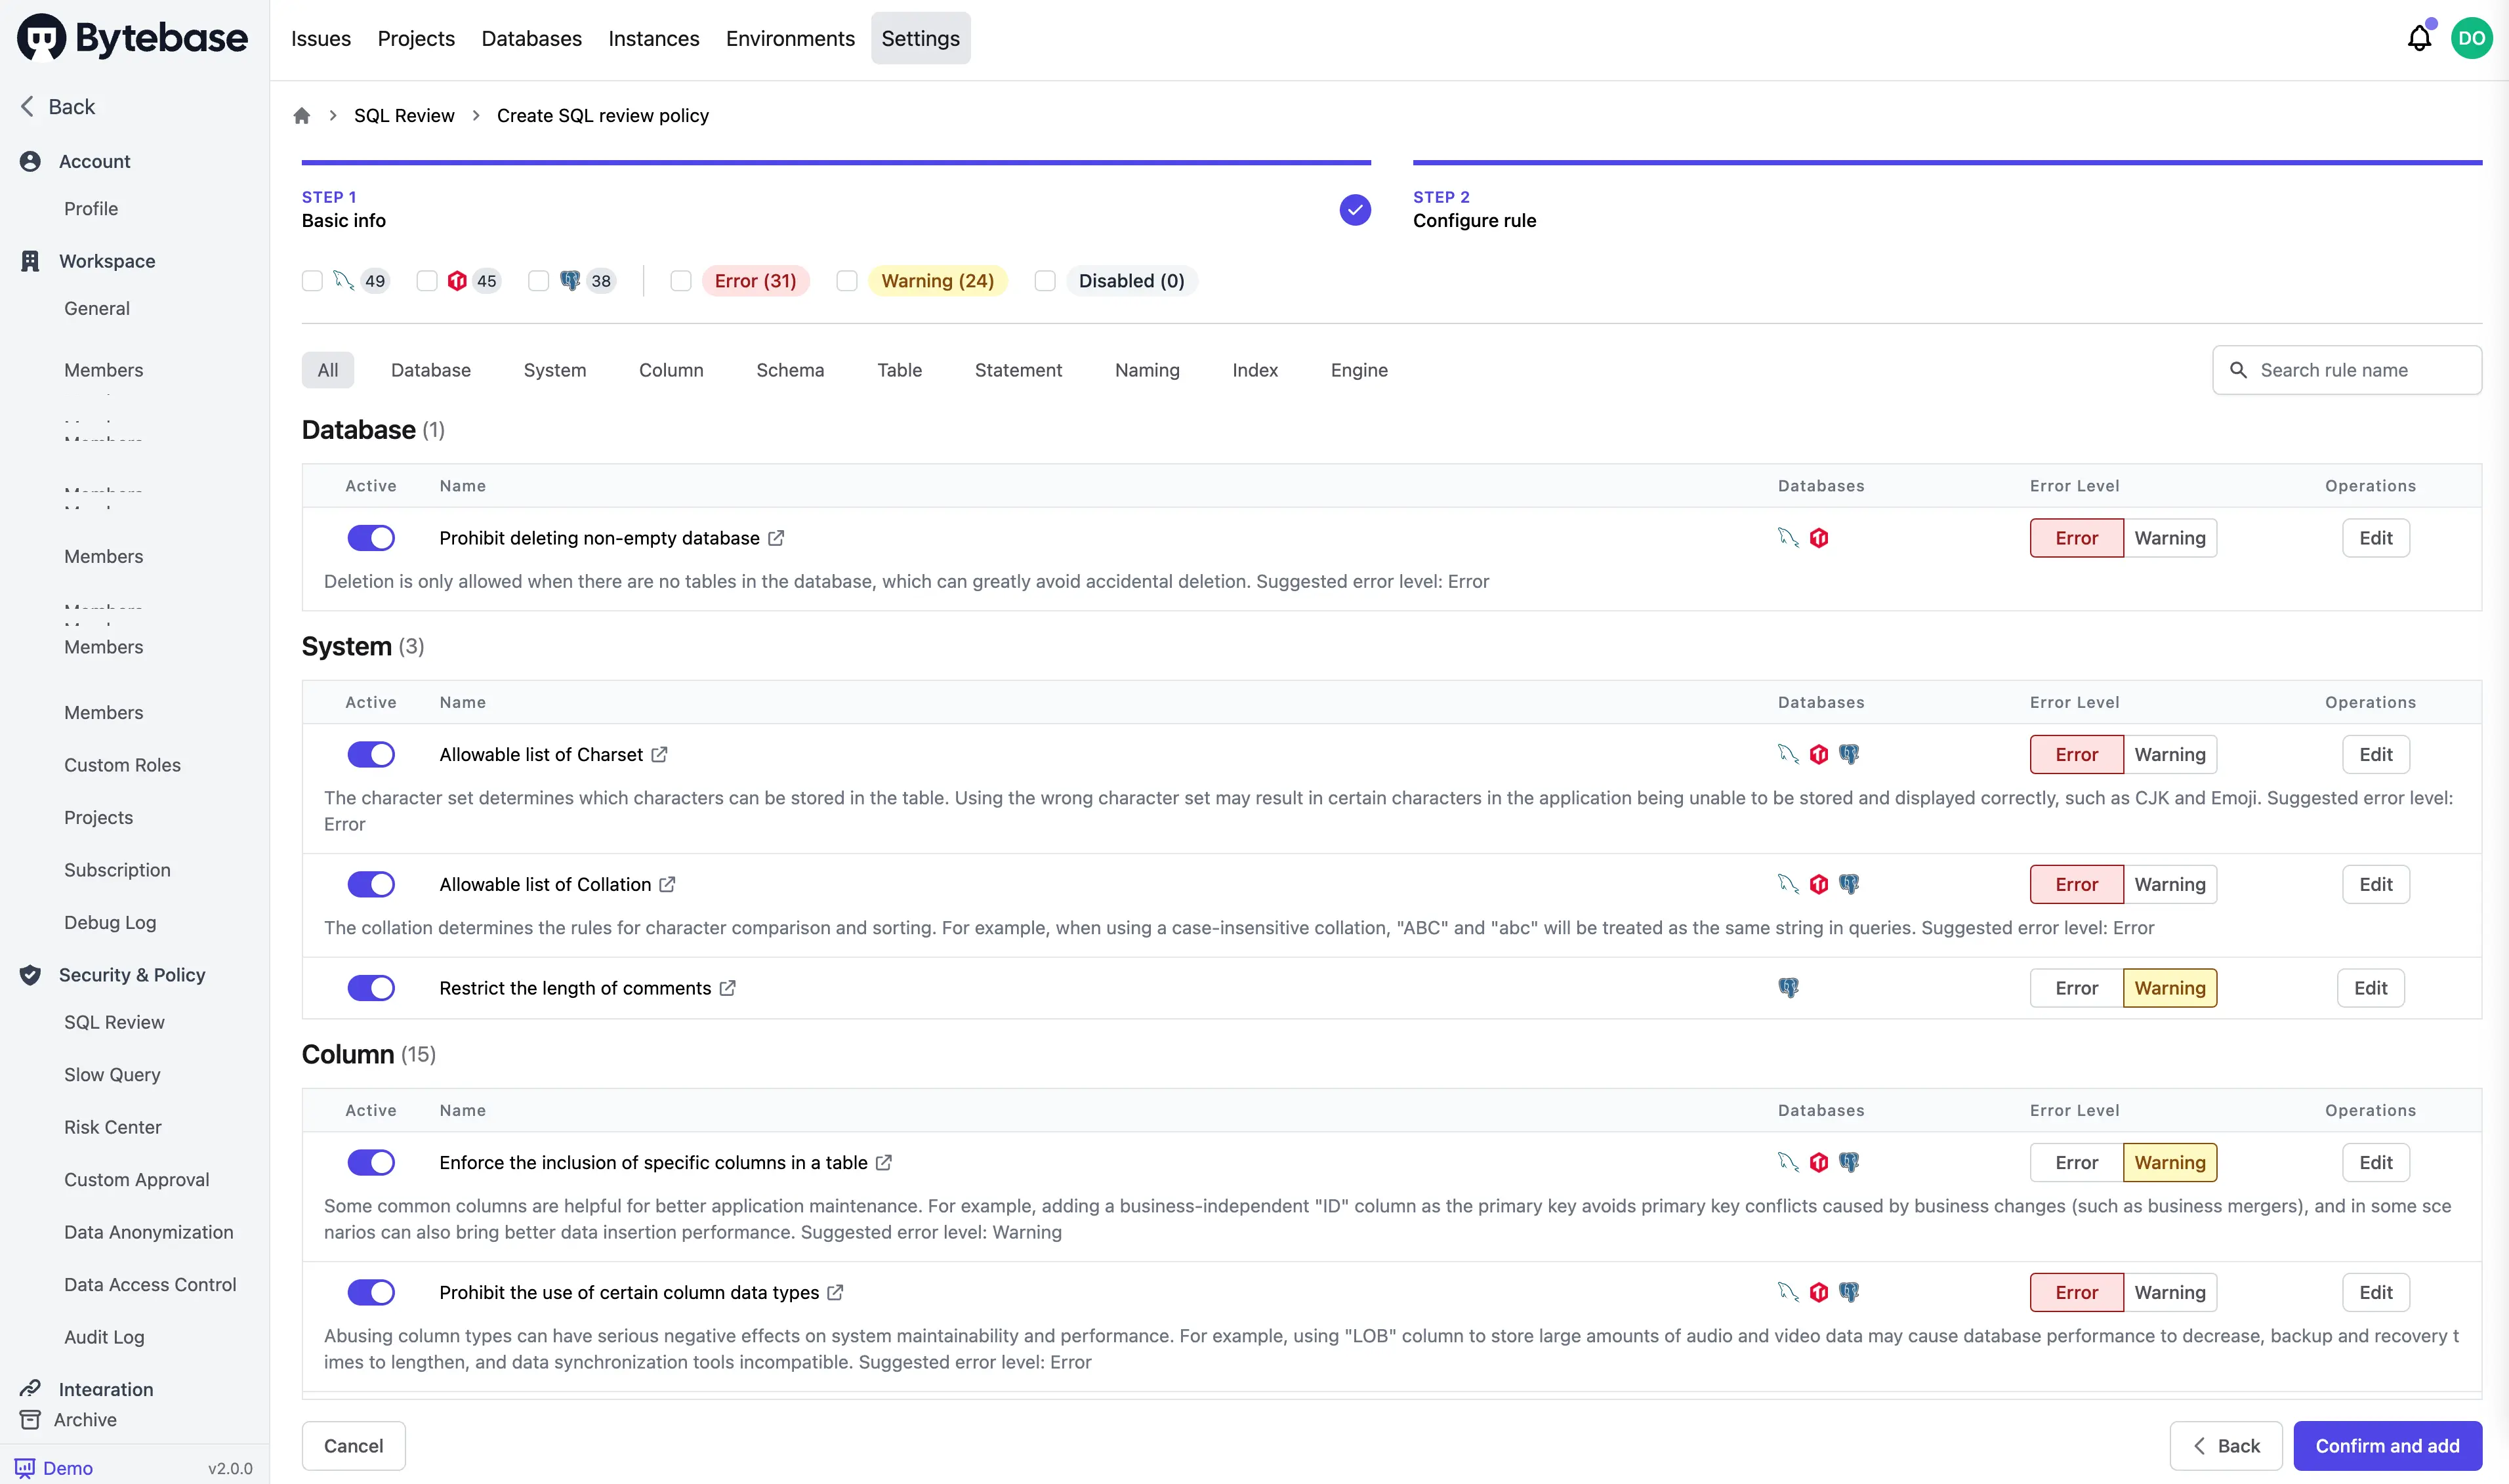 Bytebase
Issues Projects Databases Instances Environments Settings
DO
Back
Account
Profile
Workspace
General
Members
Members
Members
Members
Custom Roles
Projects
Subscription
Debug Log
Security & Policy
SQL Review
Slow Query
Risk Center
Custom Approval
Data Anonymization
Data Access Control
Audit Log
Integration
Archive
Demo v2.0.0
SQL Review Create SQL review policy
STEP 1
Basic info
STEP 2
Configure rule
49 45 38 Error (31) Warning (24) Disabled (0)
All Database System Column Schema Table Statement Naming Index Engine Search rule name
Database (1)
Active Name Databases Error Level Operations
Prohibit deleting non-empty database Error Warning Edit
Deletion is only allowed when there are no tables in the database, which can greatly avoid accidental deletion. Suggested error level: Error
System (3)
Active Name Databases Error Level Operations
Allowable list of Charset Error Warning Edit
The character set determines which characters can be stored in the table. Using the wrong character set may result in certain characters in the application being unable to be stored and displayed correctly, such as CJK and Emoji. Suggested error level:
Error
Allowable list of Collation Error Warning Edit
The collation determines the rules for character comparison and sorting. For example, when using a case-insensitive collation, "ABC" and "abc" will be treated as the same string in queries. Suggested error level: Error
Restrict the length of comments Error Warning Edit
Column (15)
Active Name Databases Error Level Operations
Enforce the inclusion of specific columns in a table Error Warning Edit
Some common columns are helpful for better application maintenance. For example, adding a business-independent "ID" column as the primary key avoids primary key conflicts caused by business changes (such as business mergers), and in some sce
narios can also bring better data insertion performance. Suggested error level: Warning
Prohibit the use of certain column data types Error Warning Edit
Abusing column types can have serious negative effects on system maintainability and performance. For example, using "LOB" column to store large amounts of audio and video data may cause database performance to decrease, backup and recovery t
imes to lengthen, and data synchronization tools incompatible. Suggested error level: Error
Cancel Back Confirm and add